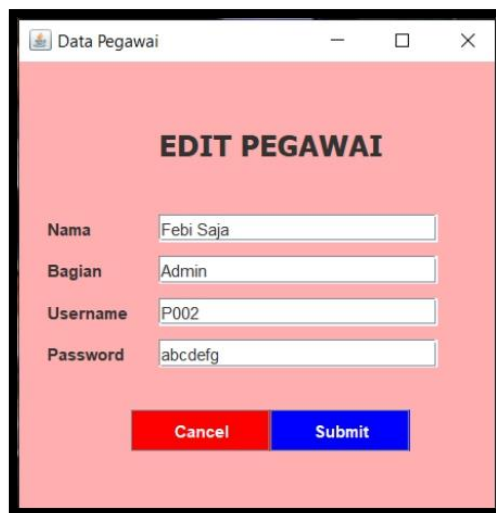 Data Pegawai
EDIT PEGAWAI
Nama Febi Saja
Bagian Admin
Username P002
Password abcdefg
Cancel Submit